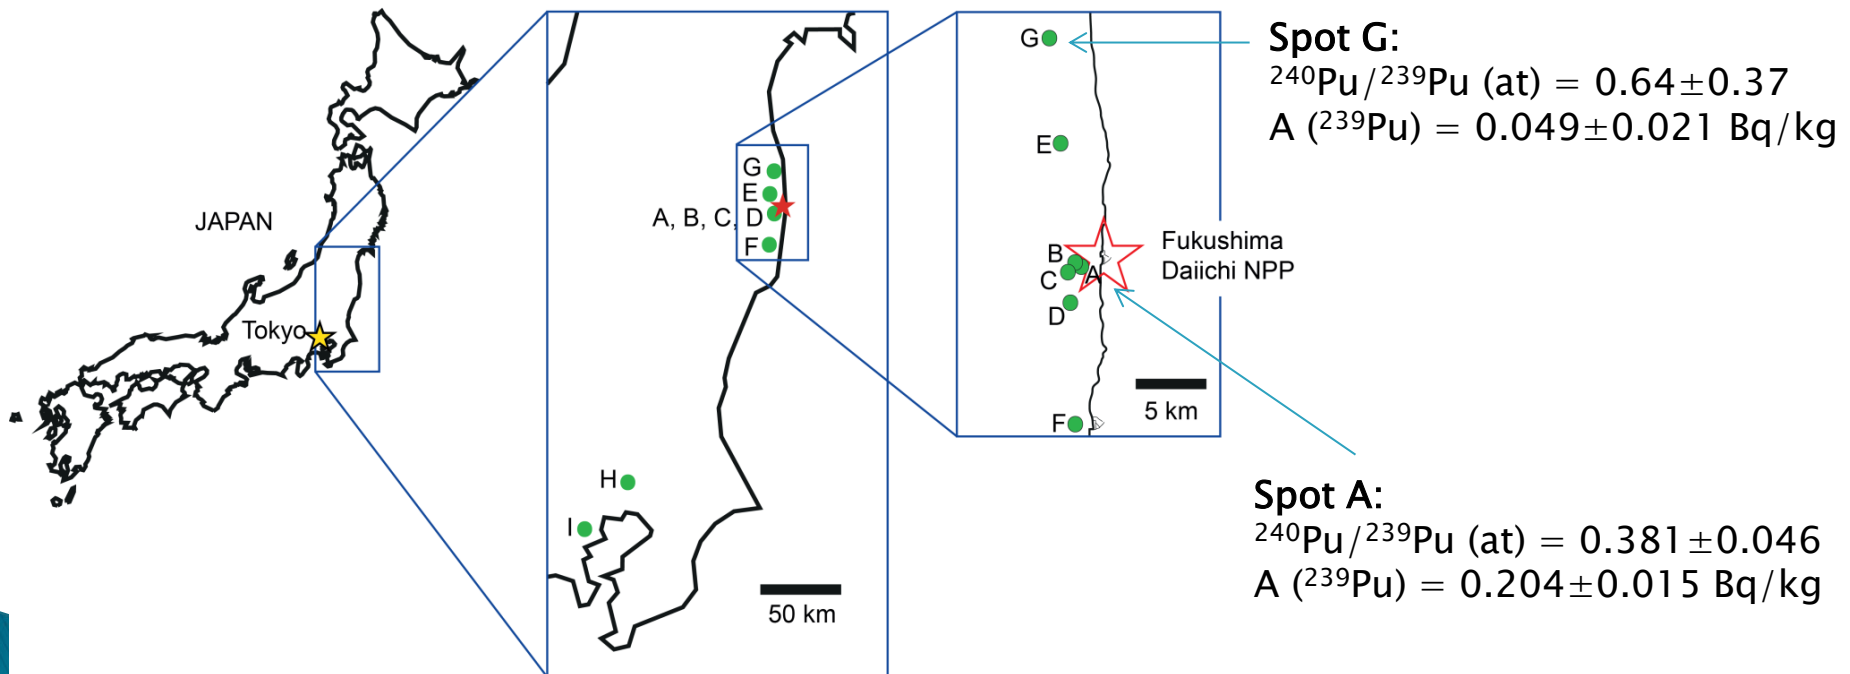 JAPAN
Tokyo
G
E
A, B, C, D
F
H
I
50 km
G
E
B
A
C
D
F
Fukushima
Daiichi NPP
5 km
Spot G:
²⁴⁰Pu/²³⁹Pu (at) = 0.64±0.37
A (²³⁹Pu) = 0.049±0.021 Bq/kg
Spot A:
²⁴⁰Pu/²³⁹Pu (at) = 0.381±0.046
A (²³⁹Pu) = 0.204±0.015 Bq/kg